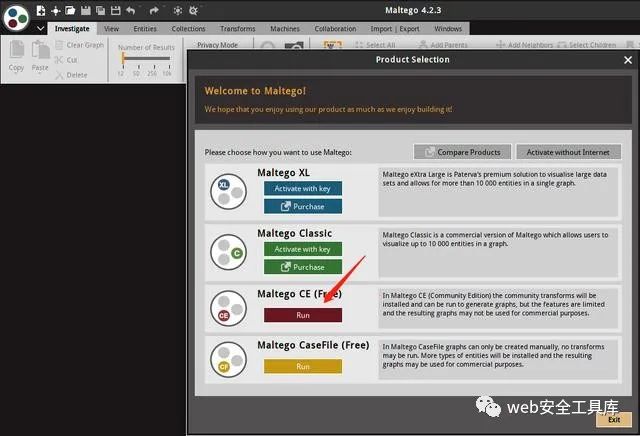 Maltego 4.2.3
Investigate View Entities Collections Transforms Machines Collaboration Import | Export Windows
Copy
Paste
Clear Graph
Cut
Delete
Number of Results
12 50 256 10k
Privacy Mode
Select All
Add Parents
Add Neighbors
Select Children
Product Selection
Welcome to Maltego!
We hope that you enjoy using our product as much as we enjoy building it!
Please choose how you want to use Maltego:
Compare Products
Activate without Internet
XL
Maltego XL
Activate with key
Purchase
Maltego eXtra Large is Paterva's premium solution to visualise large data
sets and allows for more than 10 000 entities in a single graph.
C
Maltego Classic
Activate with key
Purchase
Maltego Classic is a commercial version of Maltego which allows users to
visualize up to 10 000 entities in a graph.
CE
Maltego CE (Free)
Run
In Maltego CE (Community Edition) the community transforms will be
installed and can be run to generate graphs, but the features are limited
and the resulting graphs may not be used for commercial purposes.
CF
Maltego CaseFile (Free)
Run
In Maltego CaseFile graphs can only be created manually, no transforms
may be run. More types of entities will be installed and the resulting
graphs may be used for commercial purposes.
web安全工具库
Exit